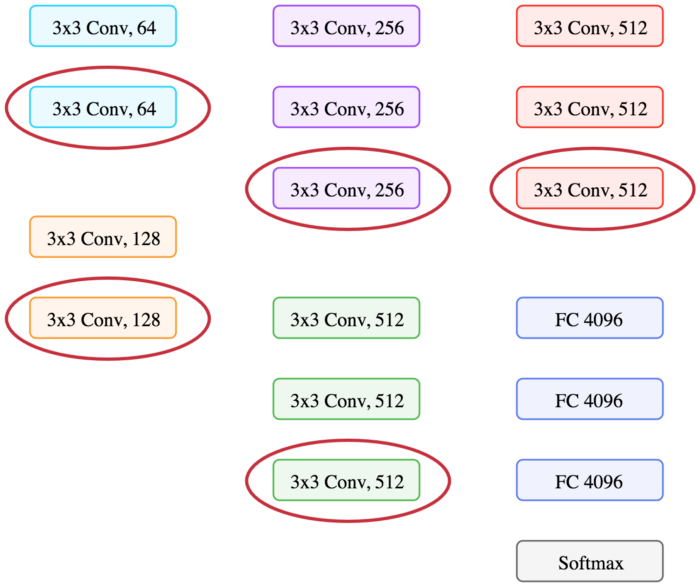 3x3 Conv, 64
3x3 Conv, 64
3x3 Conv, 128
3x3 Conv, 128
3x3 Conv, 256
3x3 Conv, 256
3x3 Conv, 256
3x3 Conv, 512
3x3 Conv, 512
3x3 Conv, 512
3x3 Conv, 512
3x3 Conv, 512
3x3 Conv, 512
FC 4096
FC 4096
FC 4096
Softmax